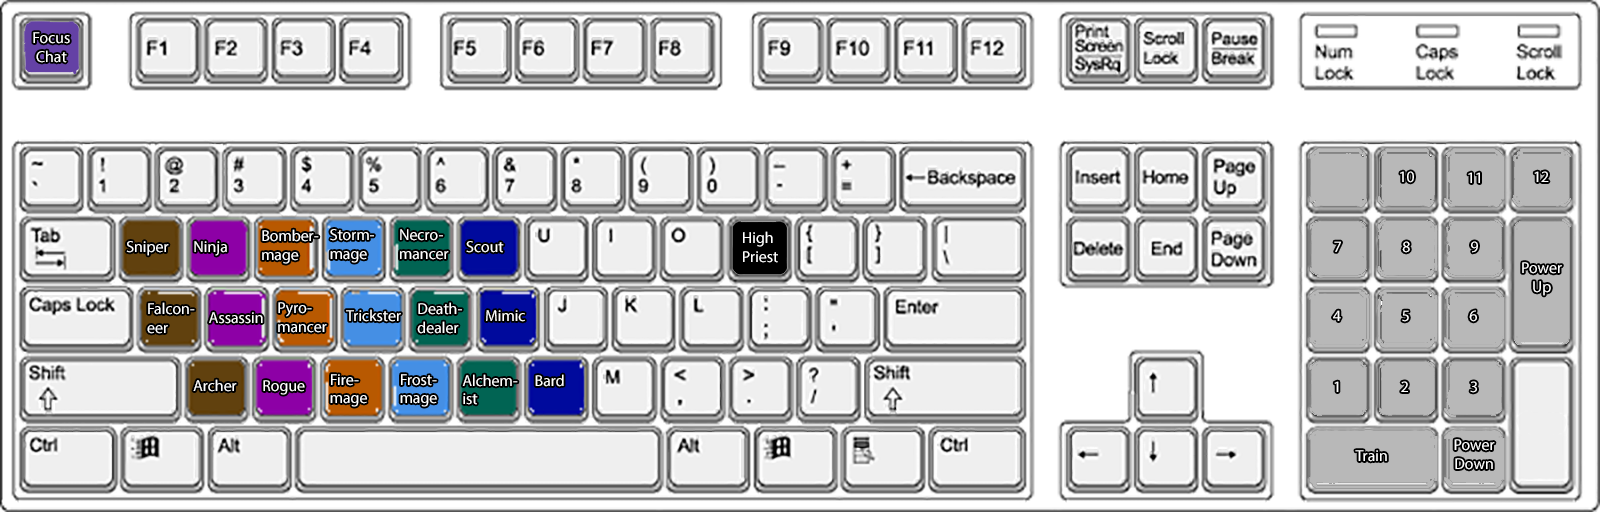 Focus
Chat
F1 F2 F3 F4 F5 F6 F7 F8 F9 F10 F11 F12
Print
Screen
SysRq
Scroll
Lock
Pause
Break
Num
Lock
Caps
Lock
Scroll
Lock
~
`
!
1
@
2
#
3
$
4
%
5
^
6
&
7
*
8
(
9
)
0
–
-
+
=
←Backspace
Insert
Home
Page
Up
10
11
12
Tab
Sniper
Ninja
Bomber-
mage
Storm-
mage
Necro-
mancer
Scout
U
I
O
High
Priest
{
[
}
]
|
\
Delete
End
Page
Down
7
8
9
Power
Up
Caps Lock
Falcon-
eer
Assassin
Pyro-
mancer
Trickster
Death-
dealer
Mimic
J
K
L
:
;
"
'
Enter
4
5
6
Shift
⇧
Archer
Rogue
Fire-
mage
Frost-
mage
Alchem-
ist
Bard
M
<
,
>
.
?
/
Shift
⇧
↑
1
2
3
Ctrl
Alt
Alt
Ctrl
←
↓
→
Train
Power
Down